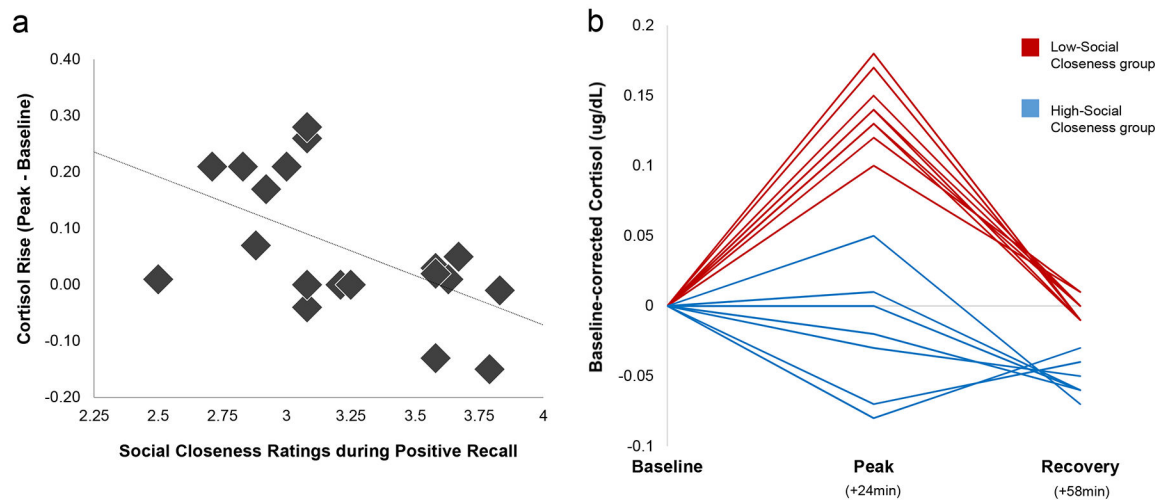 a
Cortisol Rise (Peak - Baseline)
0.40
0.30
0.20
0.10
0.00
-0.10
-0.20
2.25
2.5
2.75
3
3.25
3.5
3.75
4
Social Closeness Ratings during Positive Recall
b
Baseline-corrected Cortisol (ug/dL)
0.2
0.15
0.1
0.05
0
-0.05
-0.1
Low-Social
Closeness group
High-Social
Closeness group
Baseline
Peak
(+24min)
Recovery
(+58min)